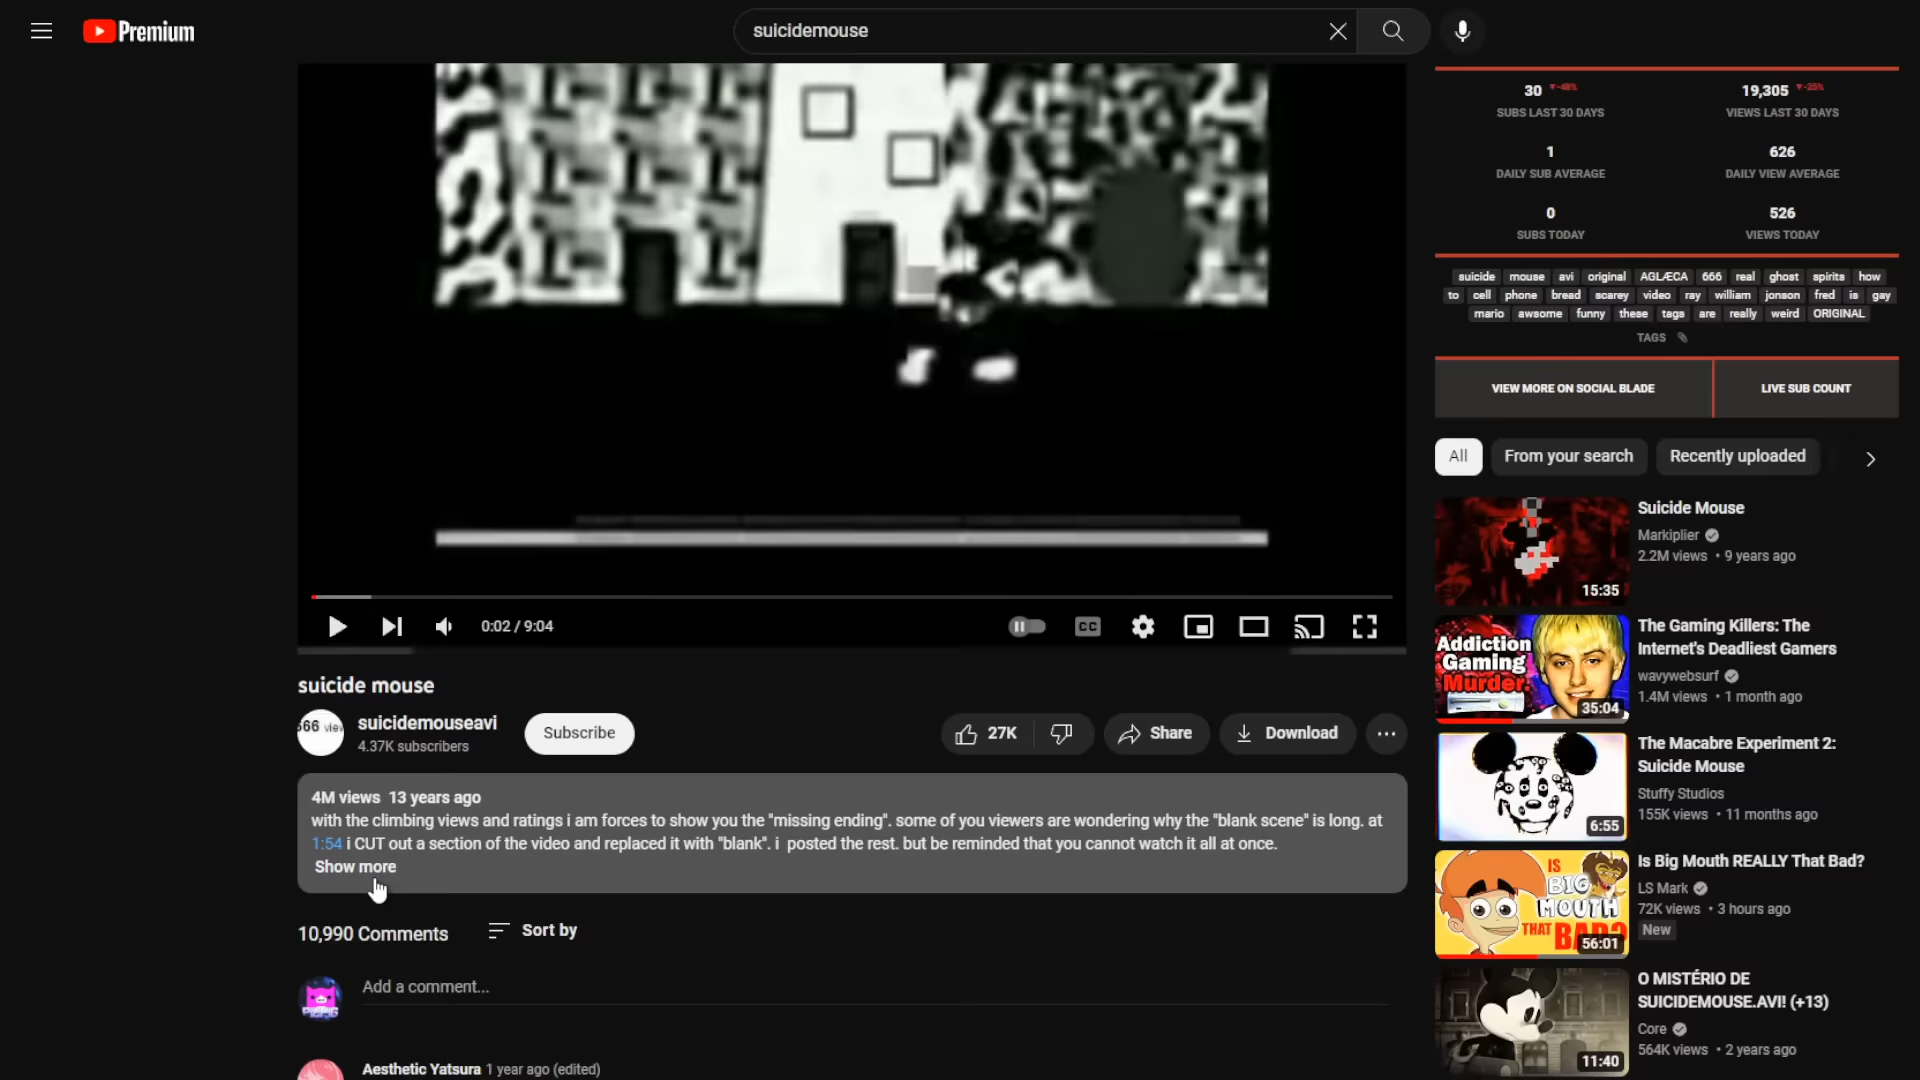 Premium
suicidemouse
30 ▼-48%
SUBS LAST 30 DAYS
19,305 ▼-25%
VIEWS LAST 30 DAYS
1
DAILY SUB AVERAGE
626
DAILY VIEW AVERAGE
0
SUBS TODAY
526
VIEWS TODAY
suicide mouse avi original AGLÆCA 666 real ghost spirits how
to cell phone bread scarey video ray william jonson fred is gay
mario awsome funny these tags are really weird ORIGINAL
TAGS
VIEW MORE ON SOCIAL BLADE
LIVE SUB COUNT
All
From your search
Recently uploaded
0:02 / 9:04
CC
suicide mouse
666 view
suicidemouseavi
4.37K subscribers
Subscribe
27K
Share
Download
4M views 13 years ago
with the climbing views and ratings i am forces to show you the "missing ending". some of you viewers are wondering why the "blank scene" is long. at
1:54 i CUT out a section of the video and replaced it with "blank". i posted the rest. but be reminded that you cannot watch it all at once.
Show more
10,990 Comments
Sort by
Add a comment...
Aesthetic Yatsura 1 year ago (edited)
15:35
Suicide Mouse
Markiplier
2.2M views • 9 years ago
Addiction
Gaming
Murder
35:04
The Gaming Killers: The
Internet's Deadliest Gamers
wavywebsurf
1.4M views • 1 month ago
6:55
The Macabre Experiment 2:
Suicide Mouse
Stuffy Studios
155K views • 11 months ago
IS
BIG
MOUTH
THAT BAD?
56:01
Is Big Mouth REALLY That Bad?
LS Mark
72K views • 3 hours ago
New
11:40
O MISTÉRIO DE
SUICIDEMOUSE.AVI! (+13)
Core
564K views • 2 years ago